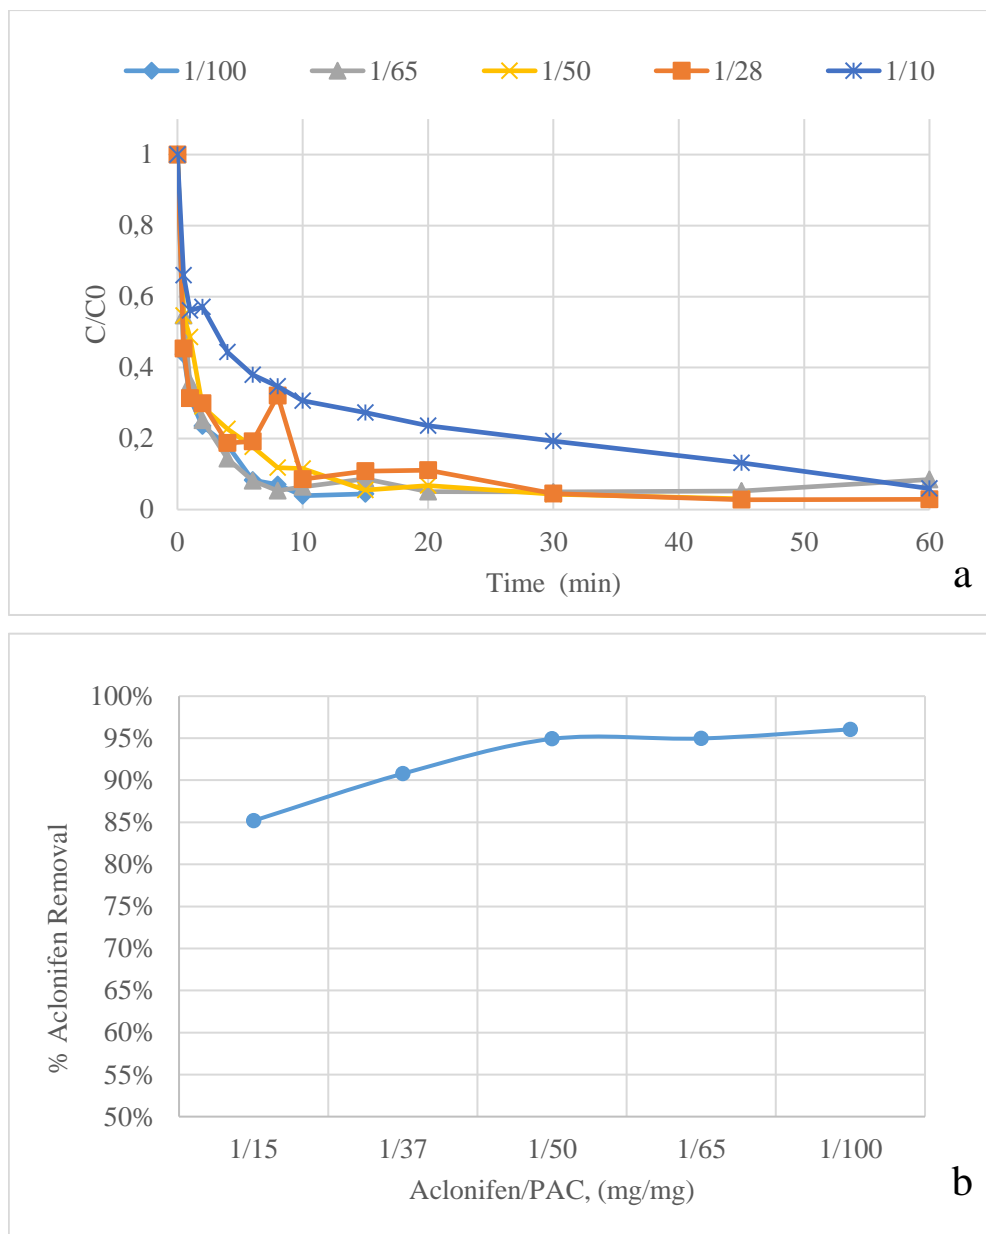 1/100 1/65 1/50 1/28 1/10
1
0,8
0,6
0,4
0,2
0
C/C0
0 10 20 30 40 50 60
Time (min)
a
100%
95%
90%
85%
80%
75%
70%
65%
60%
55%
50%
% Aclonifen Removal
1/15 1/37 1/50 1/65 1/100
Aclonifen/PAC, (mg/mg)
b